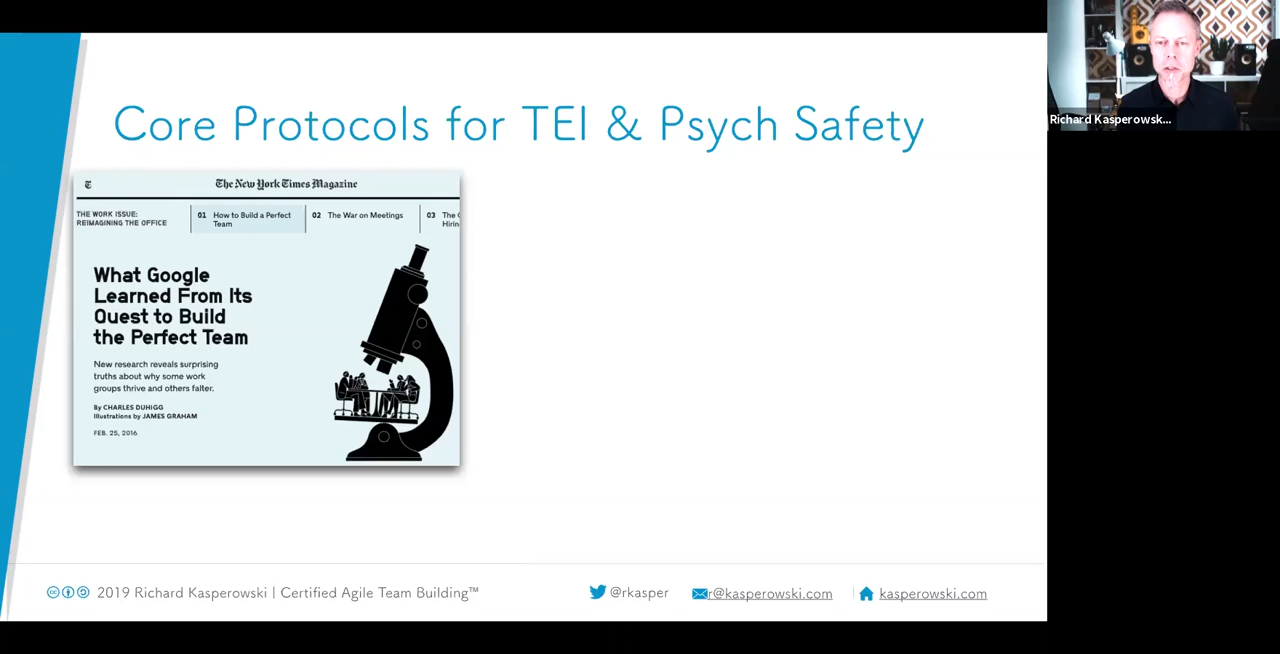 Core Protocols for TEI & Psych Safety
The New York Times Magazine
THE WORK ISSUE:
REIMAGINING THE OFFICE
01 How to Build a Perfect
Team
02 The War on Meetings
03 The
Hirin
What Google
Learned From Its
Quest to Build
the Perfect Team
New research reveals surprising
truths about why some work
groups thrive and others falter.
By CHARLES DUHIGG
Illustrations by JAMES GRAHAM
FEB. 25, 2016
2019 Richard Kasperowski | Certified Agile Team Building™
@rkasper
r@kasperowski.com
kasperowski.com
Richard Kasperowsk...